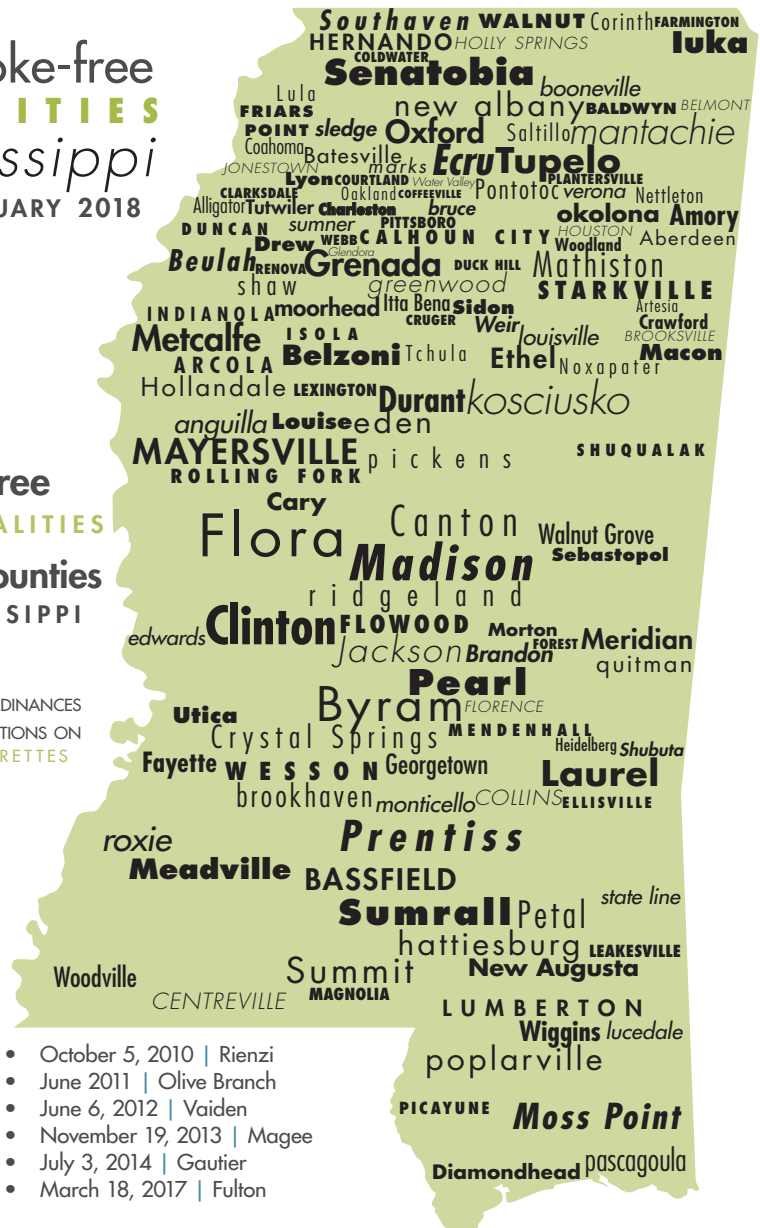 oke-free
ITIES
ssippi
UARY 2018
ree
ALITIES
ounties
SIPPI
DINANCES
TIONS ON
RETTES
Southaven WALNUT Corinth FARMINGTON
HERNANDO HOLLY SPRINGS Iuka
COLDWATER
Senatobia booneville
Lula new albany BALDWYN BELMONT
FRIARS
POINT sledge Oxford Saltillo mantachie
Coahoma Batesville Ecru Tupelo
JONESTOWN marks
Lyon COURTLAND Water Valley PLANTERSVILLE
CLARKSDALE Oakland COFFEEVILLE Pontotoc verona Nettleton
Alligator Tutwiler Charleston bruce okolona Amory
DUNCAN sumner PITTSBORO HOUSTON
Drew WEBB CALHOUN CITY Woodland Aberdeen
Glendora
Beulah RENOVA Grenada DUCK HILL Mathiston
shaw greenwood STARKVILLE
INDIANOLA moorhead Itta Bena Sidon Artesia
CRUGER Weir Crawford
Metcalfe ISOLA louisville BROOKSVILLE
ARCOLA Belzoni Tchula Ethel Noxapater Macon
Hollandale LEXINGTON Durant kosciusko
anguilla Louise eden
MAYERSVILLE pickens SHUQUALAK
ROLLING FORK
Cary
Flora Canton Walnut Grove
Madison Sebastopol
ridgeland
edwards Clinton FLOWOOD Morton
Jackson Brandon FOREST Meridian
quitman
Pearl
Utica Byram FLORENCE
Crystal Springs MENDENHALL
Heidelberg Shubuta
Fayette WESSON Georgetown Laurel
brookhaven monticello COLLINS ELLISVILLE
roxie Prentiss
Meadville BASSFIELD
Sumrall Petal state line
hattiesburg LEAKESVILLE
Woodville Summit New Augusta
CENTREVILLE MAGNOLIA
LUMBERTON
Wiggins lucedale
poplarville
PICAYUNE Moss Point
Diamondhead pascagoula
• October 5, 2010 | Rienzi
• June 2011 | Olive Branch
• June 6, 2012 | Vaiden
• November 19, 2013 | Magee
• July 3, 2014 | Gautier
• March 18, 2017 | Fulton